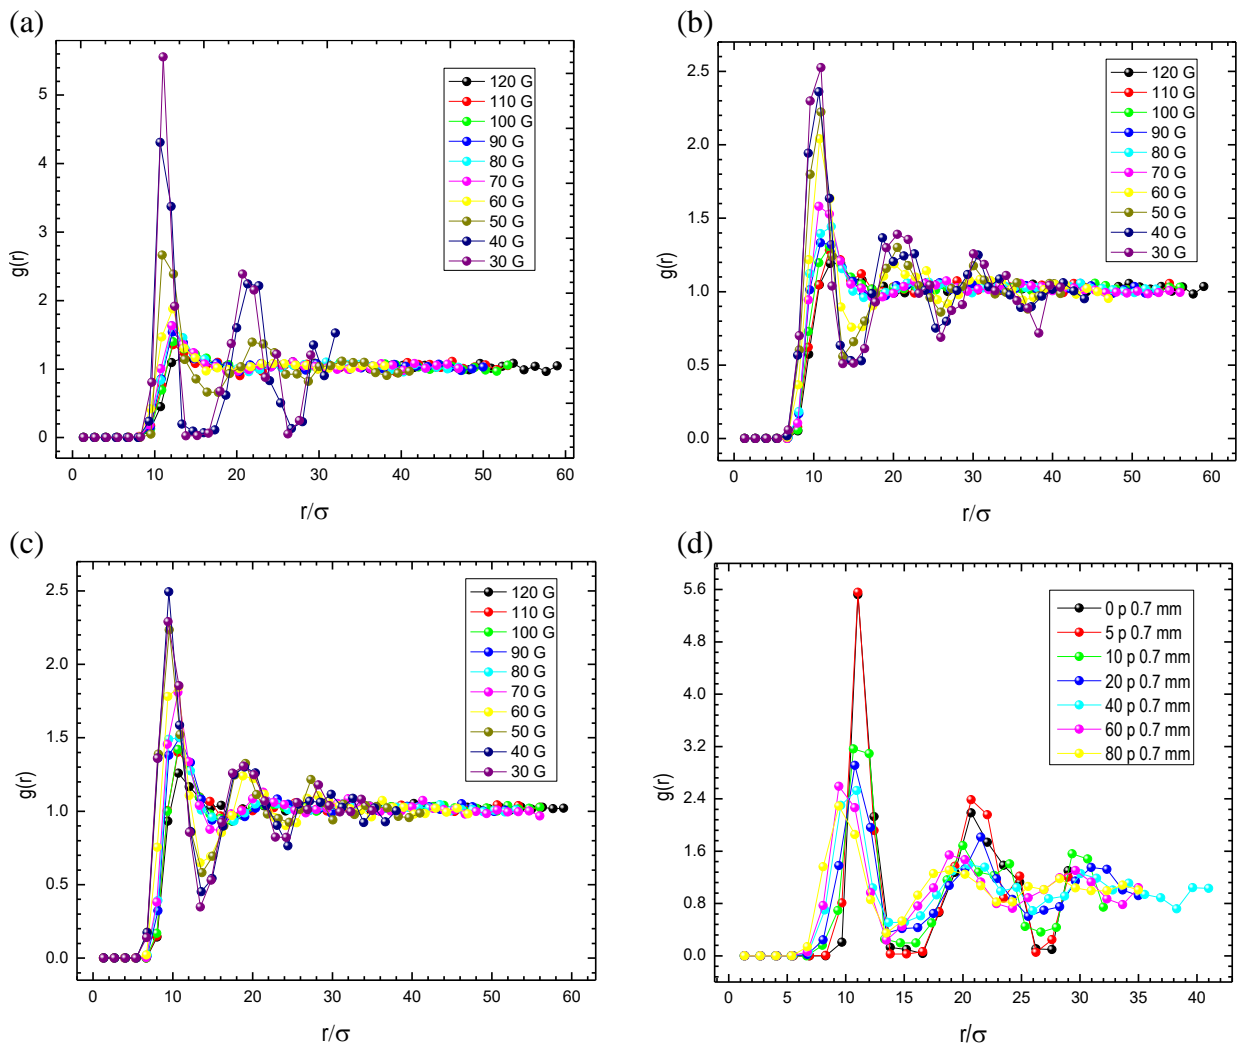 (a)
5
4
3
2
1
0
g(r)
0 10 20 30 40 50 60
r/σ
120 G
110 G
100 G
90 G
80 G
70 G
60 G
50 G
40 G
30 G
(b)
2.5
2.0
1.5
1.0
0.5
0.0
g(r)
0 10 20 30 40 50 60
r/σ
120 G
110 G
100 G
90 G
80 G
70 G
60 G
50 G
40 G
30 G
(c)
2.5
2.0
1.5
1.0
0.5
0.0
g(r)
0 10 20 30 40 50 60
r/σ
120 G
110 G
100 G
90 G
80 G
70 G
60 G
50 G
40 G
30 G
(d)
5.6
4.8
4.0
3.2
2.4
1.6
0.8
0.0
g(r)
0 5 10 15 20 25 30 35 40
r/σ
0 p 0.7 mm
5 p 0.7 mm
10 p 0.7 mm
20 p 0.7 mm
40 p 0.7 mm
60 p 0.7 mm
80 p 0.7 mm